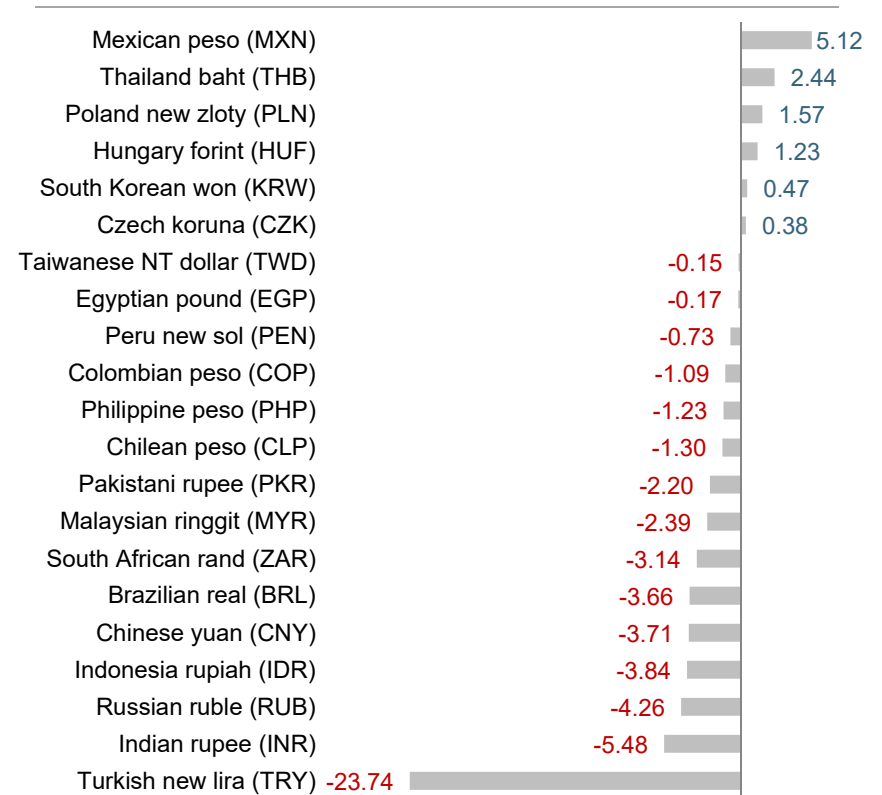 Mexican peso (MXN) 5.12
Thailand baht (THB) 2.44
Poland new zloty (PLN) 1.57
Hungary forint (HUF) 1.23
South Korean won (KRW) 0.47
Czech koruna (CZK) 0.38
Taiwanese NT dollar (TWD) -0.15
Egyptian pound (EGP) -0.17
Peru new sol (PEN) -0.73
Colombian peso (COP) -1.09
Philippine peso (PHP) -1.23
Chilean peso (CLP) -1.30
Pakistani rupee (PKR) -2.20
Malaysian ringgit (MYR) -2.39
South African rand (ZAR) -3.14
Brazilian real (BRL) -3.66
Chinese yuan (CNY) -3.71
Indonesia rupiah (IDR) -3.84
Russian ruble (RUB) -4.26
Indian rupee (INR) -5.48
Turkish new lira (TRY) -23.74